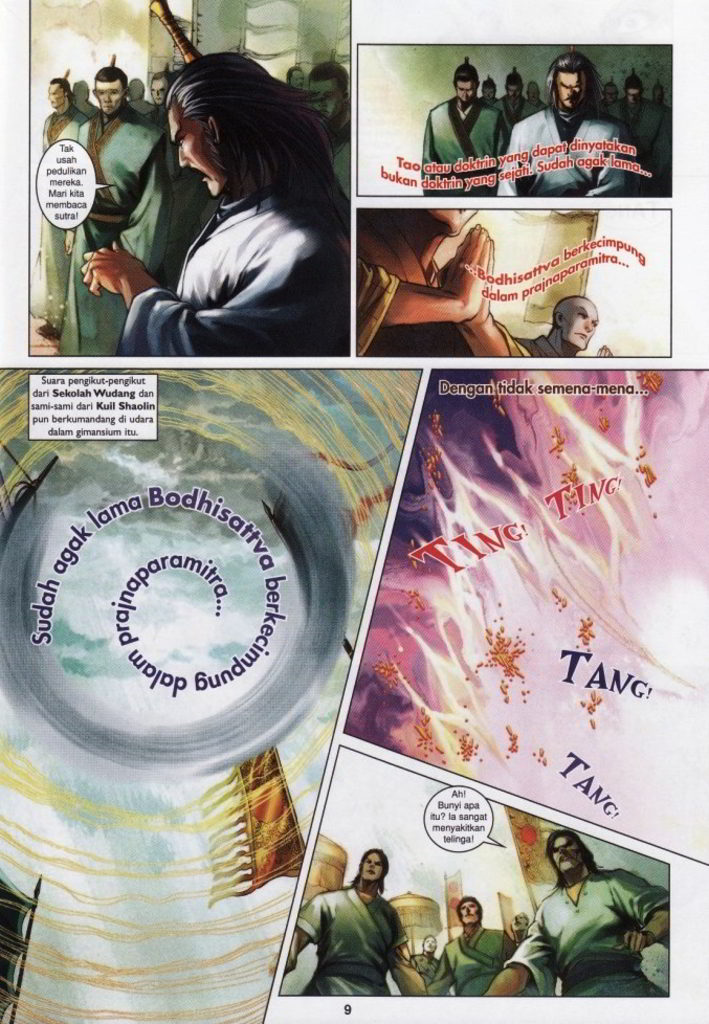 Tak
usah
pedulikan
mereka.
Mari kita
membaca
sutra!
Tao atau doktrin yang dapat dinyatakan
bukan doktrin yang sejati. Sudah agak lama...
...Bodhisattva berkecimpung
dalam prajnaparamitra...
Suara pengikut-pengikut
dari Sekolah Wudang dan
sami-sami dari Kuil Shaolin
pun berkumandang di udara
dalam gimansium itu.
Sudah agak lama Bodhisattva berkecimpung dalam prajnaparamitra...
Dengan tidak semena-mena...
TING!
TING!
TANG!
TANG!
Ah!
Bunyi apa
itu? Ia sangat
menyakitkan
telinga!
9